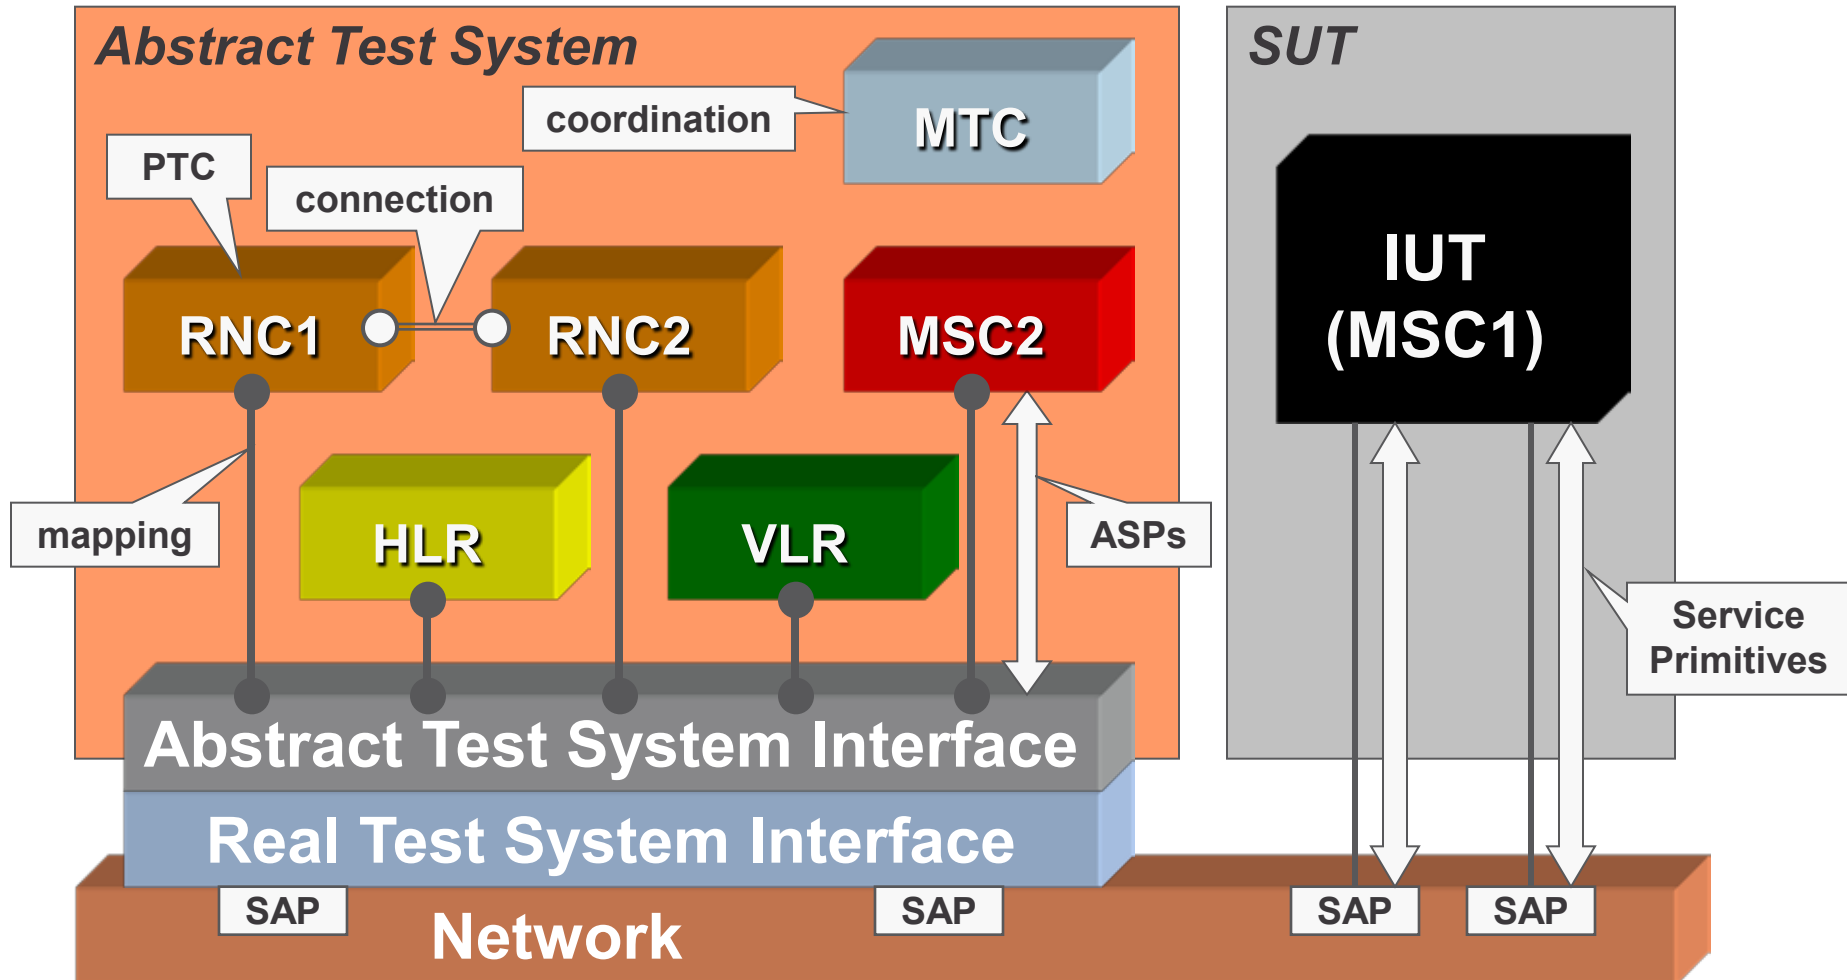 Abstract Test System
SUT
coordination
MTC
PTC
connection
IUT
(MSC1)
RNC1
RNC2
MSC2
mapping
HLR
VLR
ASPs
Service
Primitives
Abstract Test System Interface
Real Test System Interface
SAP
SAP
SAP
SAP
Network